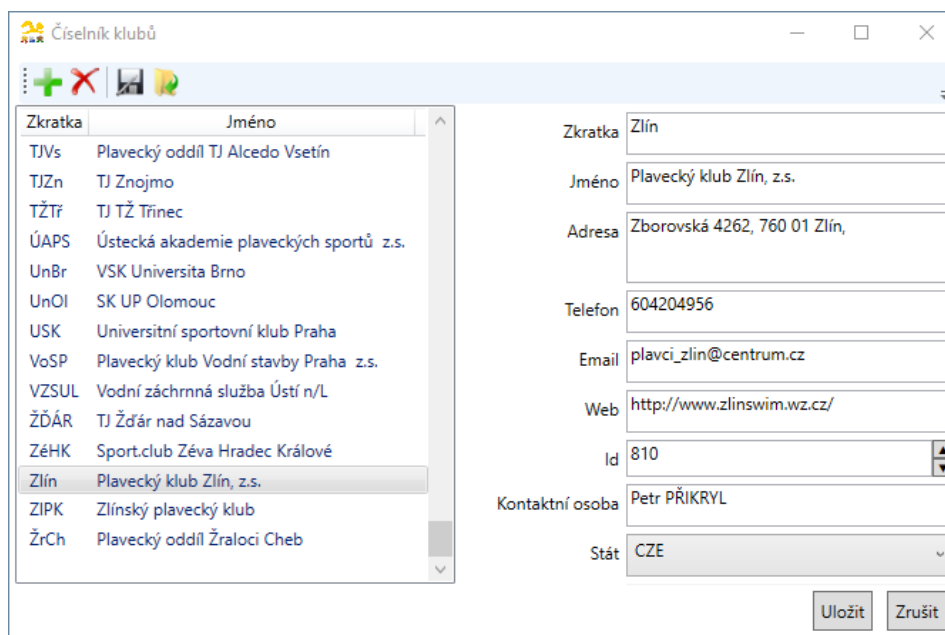 Číselník klubů
Zkratka Jméno
TJVs Plavecký oddíl TJ Alcedo Vsetín
TJZn TJ Znojmo
TŽTř TJ TŽ Třinec
ÚAPS Ústecká akademie plaveckých sportů z.s.
UnBr VSK Universita Brno
UnOl SK UP Olomouc
USK Universitní sportovní klub Praha
VoSP Plavecký klub Vodní stavby Praha z.s.
VZSUL Vodní záchrnná služba Ústí n/L
ŽĎÁR TJ Žďár nad Sázavou
ZéHK Sport.club Zéva Hradec Králové
Zlín Plavecký klub Zlín, z.s.
ZlPK Zlínský plavecký klub
ŽrCh Plavecký oddíl Žraloci Cheb
Zkratka Zlín
Jméno Plavecký klub Zlín, z.s.
Adresa Zborovská 4262, 760 01 Zlín,
Telefon 604204956
Email plavci_zlin@centrum.cz
Web http://www.zlinswim.wz.cz/
Id 810
Kontaktní osoba Petr PŘIKRYL
Stát CZE
Uložit Zrušit